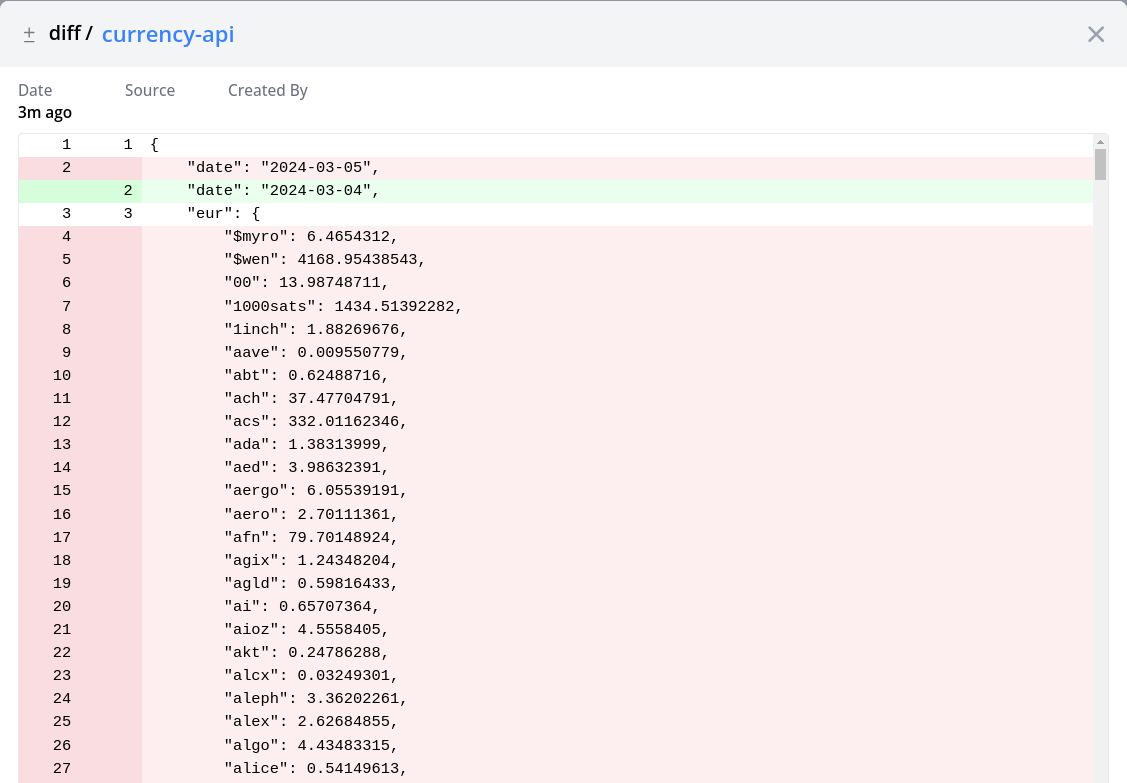 ± diff / currency-api ×
Date Source Created By
3m ago
1 1 {
2 "date": "2024-03-05",
2 "date": "2024-03-04",
3 3 "eur": {
4 "$myro": 6.4654312,
5 "$wen": 4168.95438543,
6 "00": 13.98748711,
7 "1000sats": 1434.51392282,
8 "1inch": 1.88269676,
9 "aave": 0.009550779,
10 "abt": 0.62488716,
11 "ach": 37.47704791,
12 "acs": 332.01162346,
13 "ada": 1.38313999,
14 "aed": 3.98632391,
15 "aergo": 6.05539191,
16 "aero": 2.70111361,
17 "afn": 79.70148924,
18 "agix": 1.24348204,
19 "agld": 0.59816433,
20 "ai": 0.65707364,
21 "aioz": 4.5558405,
22 "akt": 0.24786288,
23 "alcx": 0.03249301,
24 "aleph": 3.36202261,
25 "alex": 2.62684855,
26 "algo": 4.43483315,
27 "alice": 0.54149613,